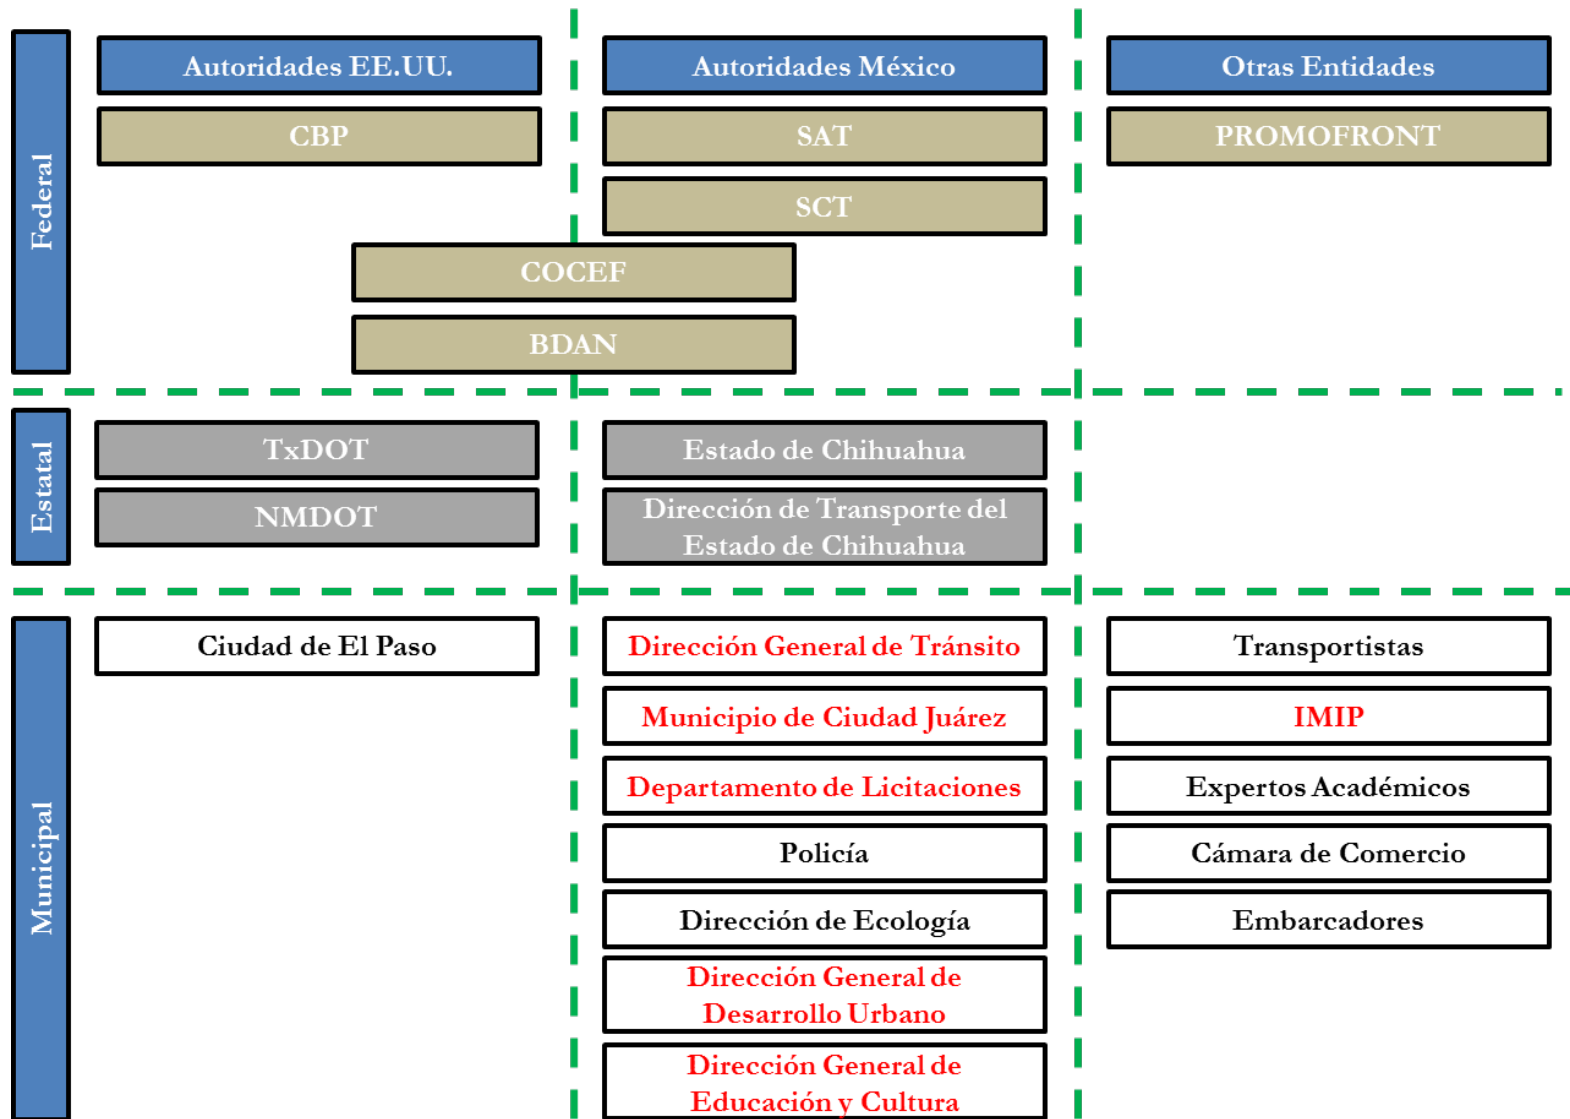 Autoridades EE.UU.
Autoridades México
Otras Entidades
Federal
CBP
SAT
PROMOFRONT
SCT
COCEF
BDAN
Estatal
TxDOT
Estado de Chihuahua
NMDOT
Dirección de Transporte del
Estado de Chihuahua
Municipal
Ciudad de El Paso
Dirección General de Tránsito
Transportistas
Municipio de Ciudad Juárez
IMIP
Departamento de Licitaciones
Expertos Académicos
Policía
Cámara de Comercio
Dirección de Ecología
Embarcadores
Dirección General de
Desarrollo Urbano
Dirección General de
Educación y Cultura